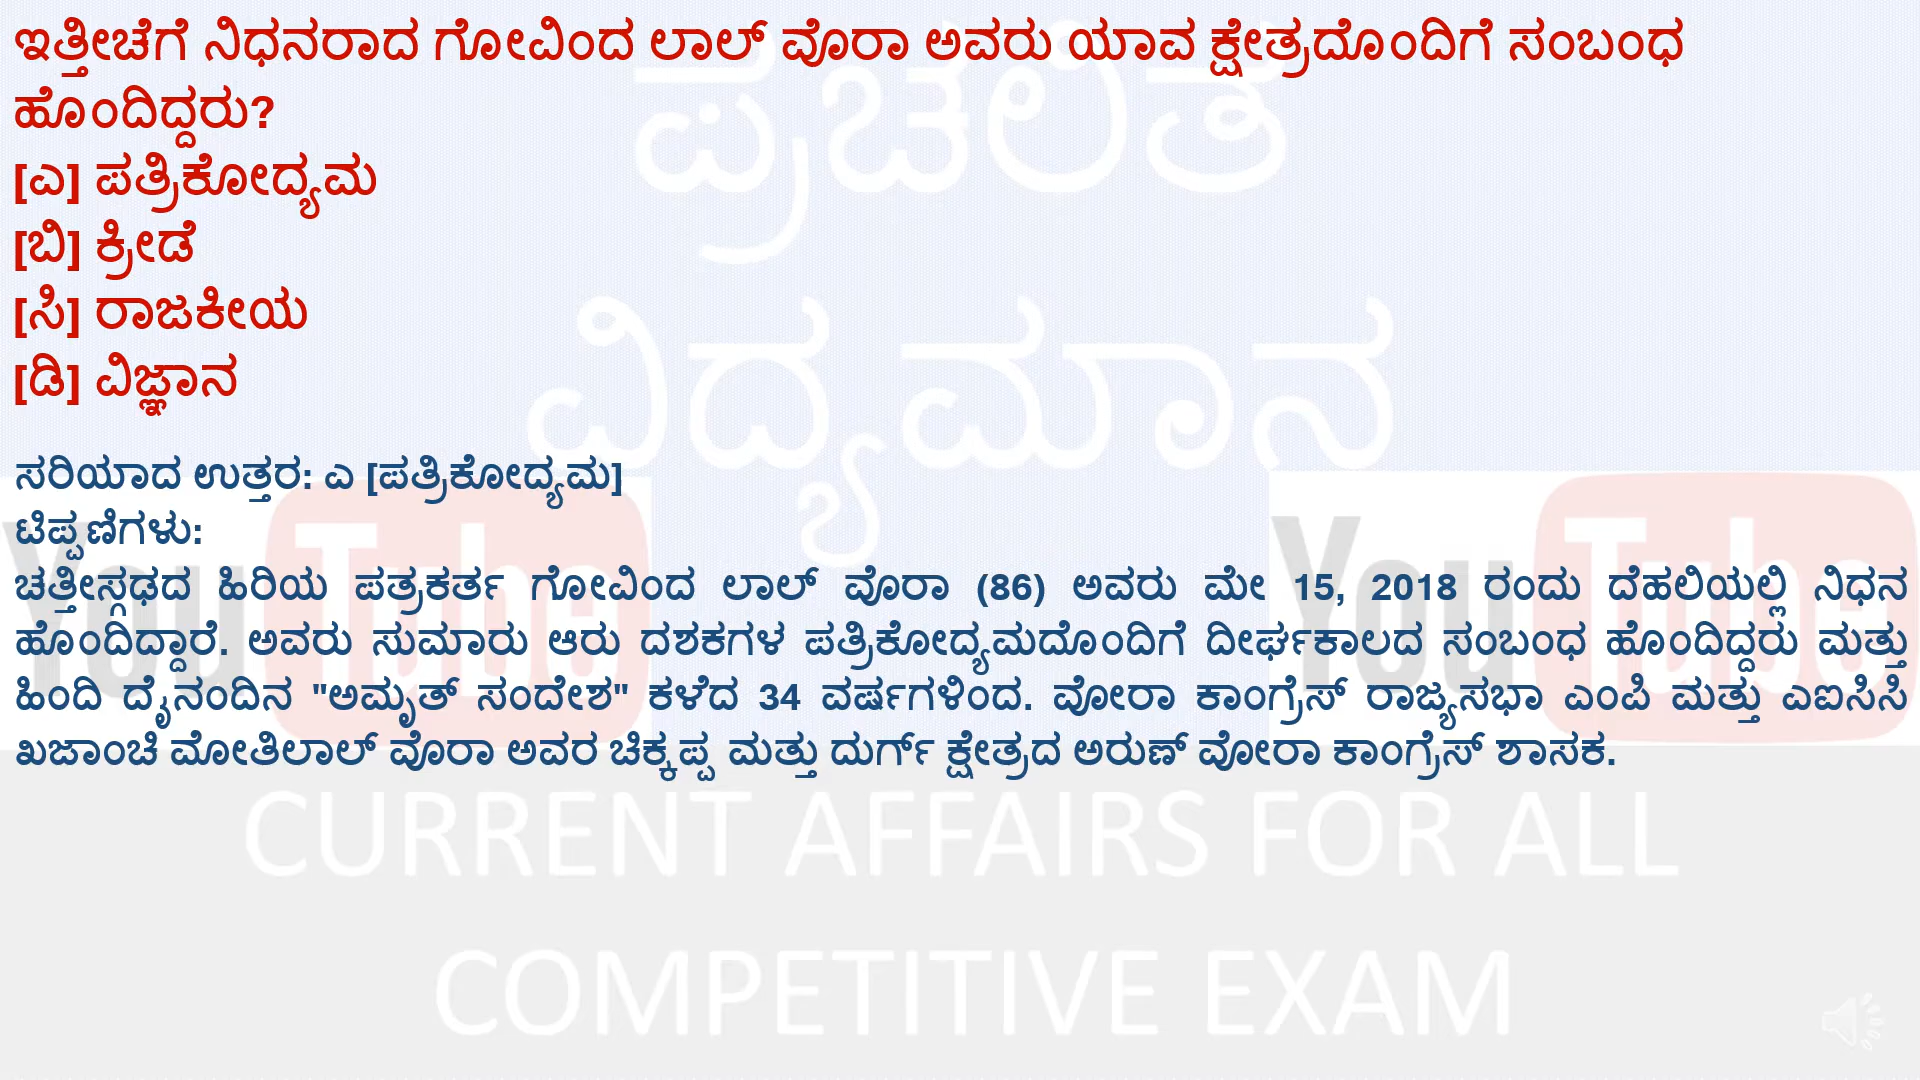 ಇತ್ತೀಚೆಗೆ ನಿಧನರಾದ ಗೋವಿಂದ ಲಾಲ್ ವೊರಾ ಅವರು ಯಾವ ಕ್ಷೇತ್ರದೊಂದಿಗೆ ಸಂಬಂಧ
ಹೊಂದಿದ್ದರು?
[ಎ] ಪತ್ರಿಕೋದ್ಯಮ
[ಬಿ] ಕ್ರೀಡೆ
[ಸಿ] ರಾಜಕೀಯ
[ಡಿ] ವಿಜ್ಞಾನ
ಸರಿಯಾದ ಉತ್ತರ: ಎ [ಪತ್ರಿಕೋದ್ಯಮ]
ಟಿಪ್ಪಣಿಗಳು:
ಚತ್ತೀಸ್ಗಢದ ಹಿರಿಯ ಪತ್ರಕರ್ತ ಗೋವಿಂದ ಲಾಲ್ ವೊರಾ (86) ಅವರು ಮೇ 15, 2018 ರಂದು ದೆಹಲಿಯಲ್ಲಿ ನಿಧನ
ಹೊಂದಿದ್ದಾರೆ. ಅವರು ಸುಮಾರು ಆರು ದಶಕಗಳ ಪತ್ರಿಕೋದ್ಯಮದೊಂದಿಗೆ ದೀರ್ಘಕಾಲದ ಸಂಬಂಧ ಹೊಂದಿದ್ದರು ಮತ್ತು
ಹಿಂದಿ ದೈನಂದಿನ "ಅಮೃತ್ ಸಂದೇಶ" ಕಳೆದ 34 ವರ್ಷಗಳಿಂದ. ವೋರಾ ಕಾಂಗ್ರೆಸ್ ರಾಜ್ಯಸಭಾ ಎಂಪಿ ಮತ್ತು ಎಐಸಿಸಿ
ಖಜಾಂಚಿ ಮೋತಿಲಾಲ್ ವೊರಾ ಅವರ ಚಿಕ್ಕಪ್ಪ ಮತ್ತು ದುರ್ಗ್ ಕ್ಷೇತ್ರದ ಅರುಣ್ ವೋರಾ ಕಾಂಗ್ರೆಸ್ ಶಾಸಕ.
ಪ್ರಚಲಿತ
ವಿದ್ಯಮಾನ
YouTube YouTube
CURRENT AFFAIRS FOR ALL
COMPETITIVE EXAM